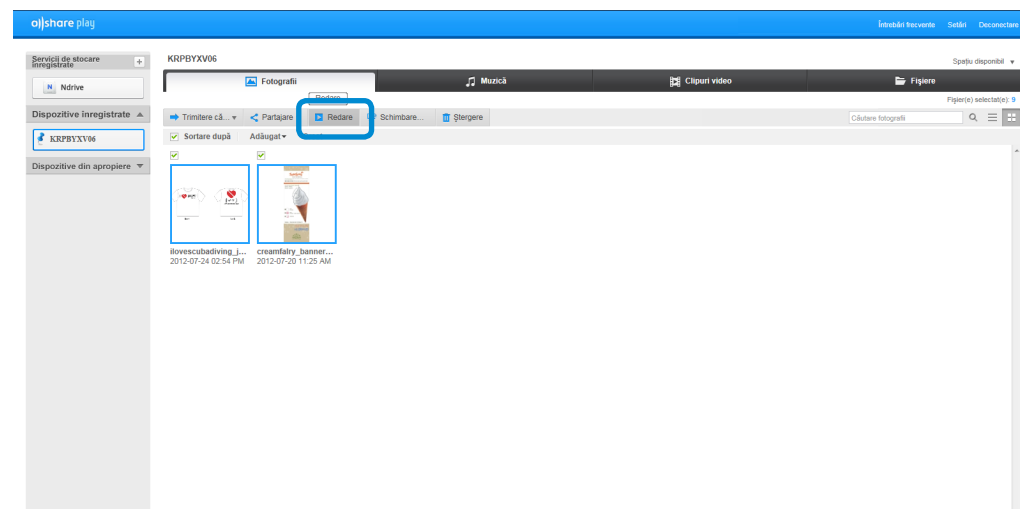 allshare play
Întrebări frecvente Setări Deconectare
Servicii de stocare
înregistrate
+
N Ndrive
Dispozitive înregistrate
KRPBYXV06
Dispozitive din apropiere
KRPBYXV06
Spațiu disponibil
Fotografii
Muzică
Clipuri video
Fișiere
Redare
Fișier(e) selectat(e): 9
Trimitere că...
Partajare
Redare
Schimbare...
Ștergere
Căutare fotografii
Sortare după Adăugat
ilovescubadiving_j...
2012-07-24 02:54 PM
creamfalry_banner...
2012-07-20 11:25 AM